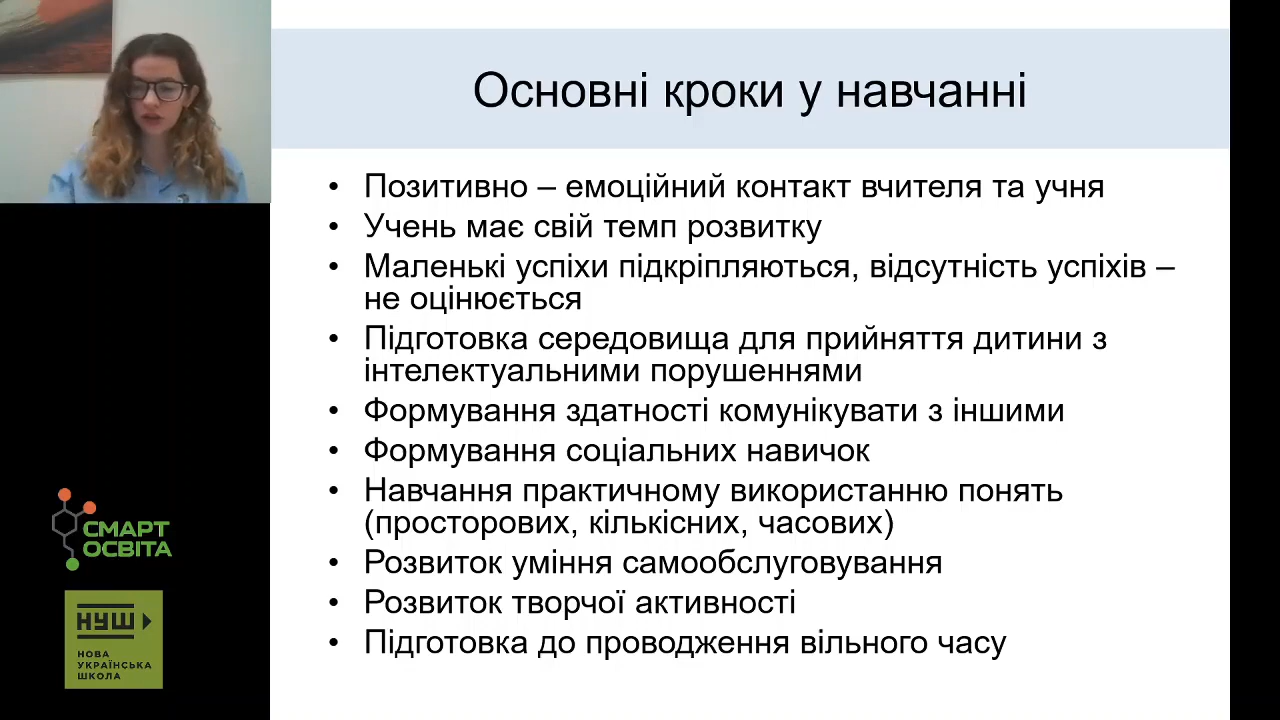 Основні кроки у навчанні
• Позитивно – емоційний контакт вчителя та учня
• Учень має свій темп розвитку
• Маленькі успіхи підкріпляються, відсутність успіхів –
не оцінюється
• Підготовка середовища для прийняття дитини з
інтелектуальними порушеннями
• Формування здатності комунікувати з іншими
• Формування соціальних навичок
• Навчання практичному використанню понять
(просторових, кількісних, часових)
• Розвиток уміння самообслуговування
• Розвиток творчої активності
• Підготовка до проводження вільного часу
СМАРТ
ОСВІТА
НУШ
НОВА
УКРАЇНСЬКА
ШКОЛА